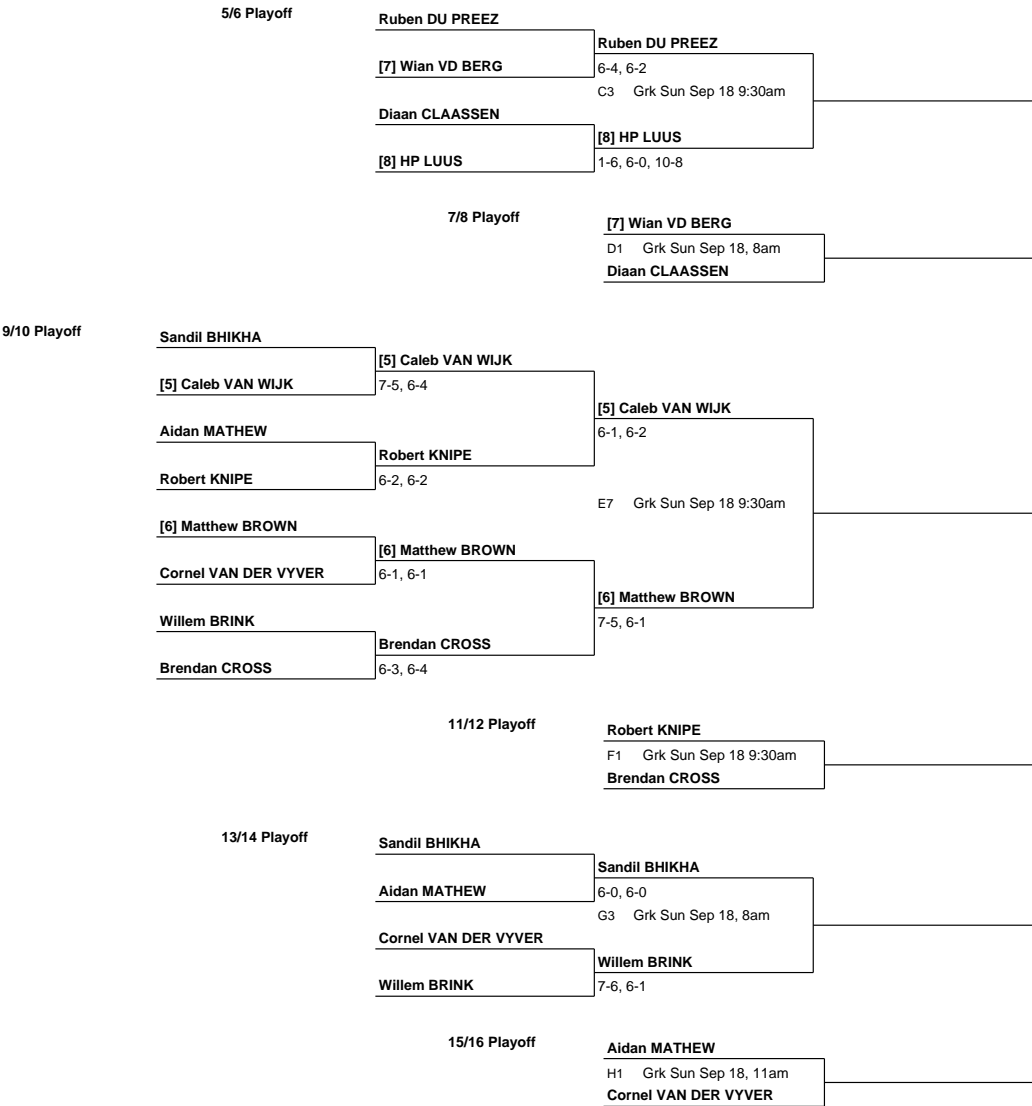 5/6 Playoff
Ruben DU PREEZ
Ruben DU PREEZ
[7] Wian VD BERG
6-4, 6-2
C3 Grk Sun Sep 18 9:30am
Diaan CLAASSEN
[8] HP LUUS
[8] HP LUUS
1-6, 6-0, 10-8
7/8 Playoff
[7] Wian VD BERG
D1 Grk Sun Sep 18, 8am
Diaan CLAASSEN
9/10 Playoff
Sandil BHIKHA
[5] Caleb VAN WIJK
[5] Caleb VAN WIJK
7-5, 6-4
[5] Caleb VAN WIJK
Aidan MATHEW
6-1, 6-2
Robert KNIPE
Robert KNIPE
6-2, 6-2
E7 Grk Sun Sep 18 9:30am
[6] Matthew BROWN
[6] Matthew BROWN
Cornel VAN DER VYVER
6-1, 6-1
[6] Matthew BROWN
Willem BRINK
7-5, 6-1
Brendan CROSS
Brendan CROSS
6-3, 6-4
11/12 Playoff
Robert KNIPE
F1 Grk Sun Sep 18 9:30am
Brendan CROSS
13/14 Playoff
Sandil BHIKHA
Sandil BHIKHA
Aidan MATHEW
6-0, 6-0
G3 Grk Sun Sep 18, 8am
Cornel VAN DER VYVER
Willem BRINK
Willem BRINK
7-6, 6-1
15/16 Playoff
Aidan MATHEW
H1 Grk Sun Sep 18, 11am
Cornel VAN DER VYVER